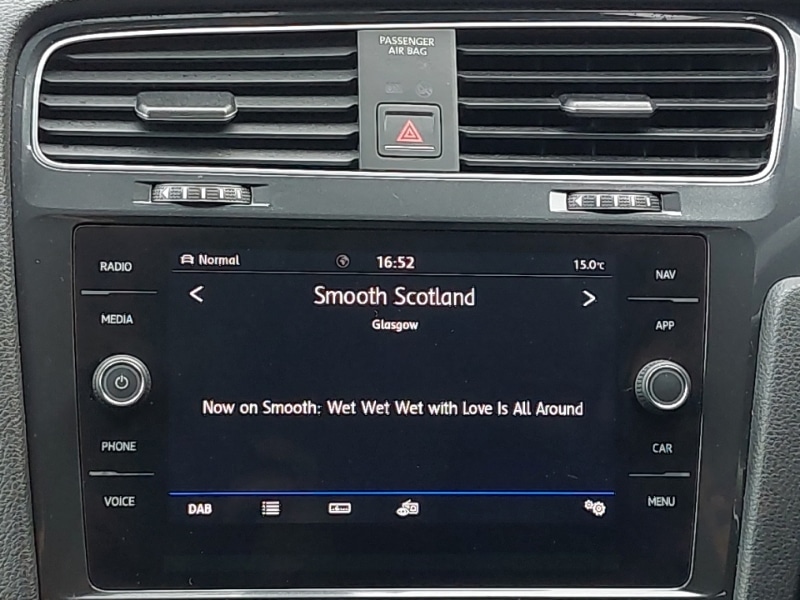 PASSENGER
AIR BAG
RADIO
MEDIA
PHONE
VOICE
Normal 16:52 15.0°C
Smooth Scotland
Glasgow
Now on Smooth: Wet Wet Wet with Love Is All Around
DAB
NAV
APP
CAR
MENU